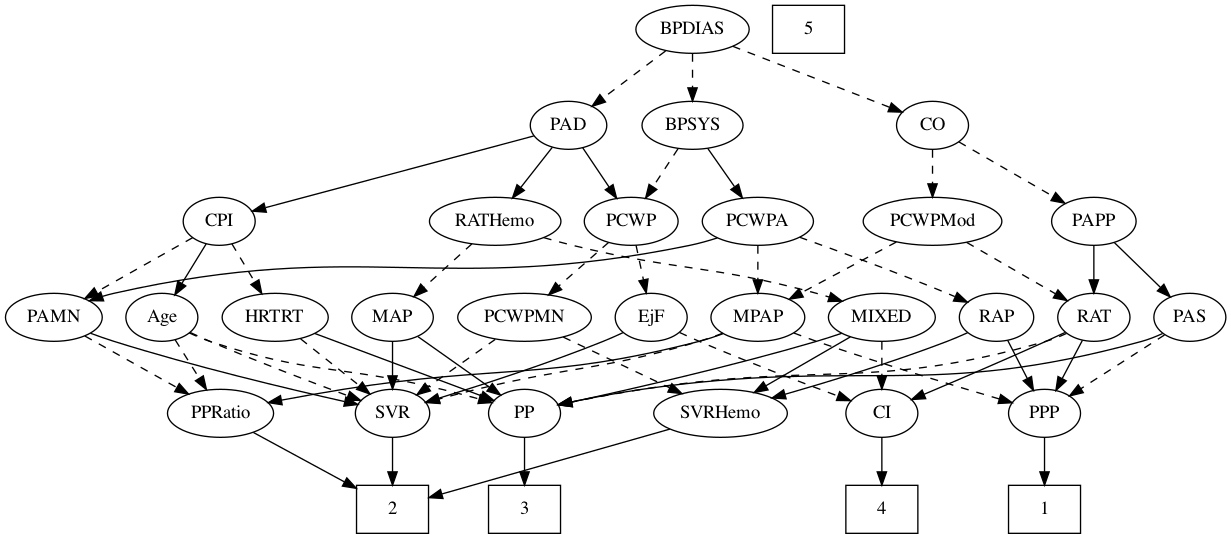 BPDIAS
5
PAD
BPSYS
CO
CPI
RATHemo
PCWP
PCWPA
PCWPMod
PAPP
PAMN
Age
HRTRT
MAP
PCWPMN
EjF
MPAP
MIXED
RAP
RAT
PAS
PPRatio
SVR
PP
SVRHemo
CI
PPP
2
3
4
1